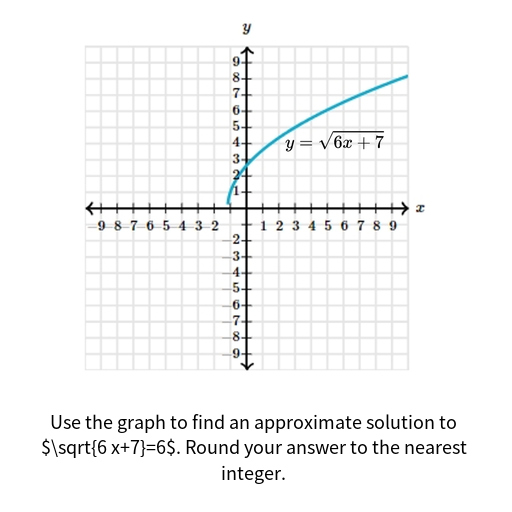 y
9
8
7
6
5
4
y = √(6x + 7)
3
2
1
x
-9 -8 -7 -6 -5 -4 -3 -2 1 2 3 4 5 6 7 8 9
-2
-3
-4
-5
-6
-7
-8
-9
Use the graph to find an approximate solution to
$\sqrt{6 x+7}=6$. Round your answer to the nearest
integer.